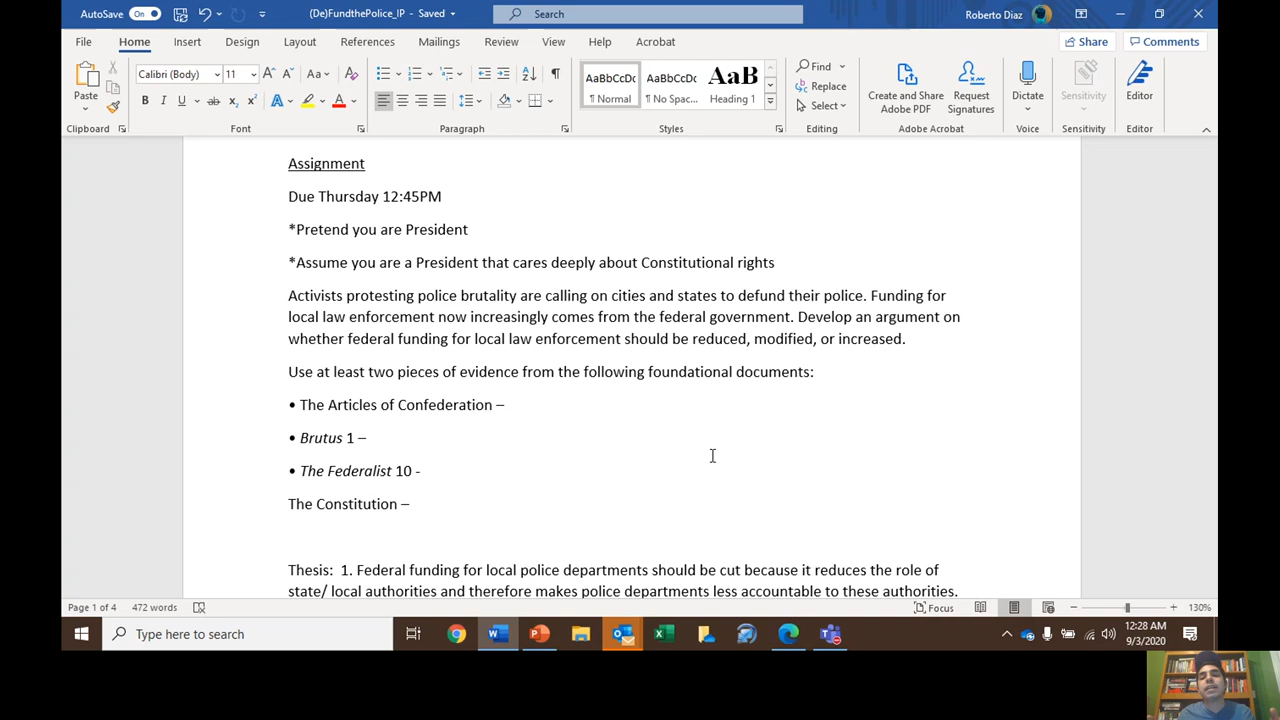 AutoSave On (De)FundthePolice_IP - Saved Search Roberto Diaz
File Home Insert Design Layout References Mailings Review View Help Acrobat Share Comments
Paste Calibri (Body) 11 Aa AaBbCcDc AaBbCcDc AaB Find Replace Select Create and Share Adobe PDF Request Signatures Dictate Sensitivity Editor
¶ Normal ¶ No Spac... Heading 1
Clipboard Font Paragraph Styles Editing Adobe Acrobat Voice Sensitivity Editor
Assignment
Due Thursday 12:45PM
*Pretend you are President
*Assume you are a President that cares deeply about Constitutional rights
Activists protesting police brutality are calling on cities and states to defund their police. Funding for
local law enforcement now increasingly comes from the federal government. Develop an argument on
whether federal funding for local law enforcement should be reduced, modified, or increased.
Use at least two pieces of evidence from the following foundational documents:
• The Articles of Confederation –
• Brutus 1 –
• The Federalist 10 -
The Constitution –
Thesis: 1. Federal funding for local police departments should be cut because it reduces the role of
state/ local authorities and therefore makes police departments less accountable to these authorities.
Page 1 of 4 472 words Focus 130%
Type here to search 12:28 AM
9/3/2020